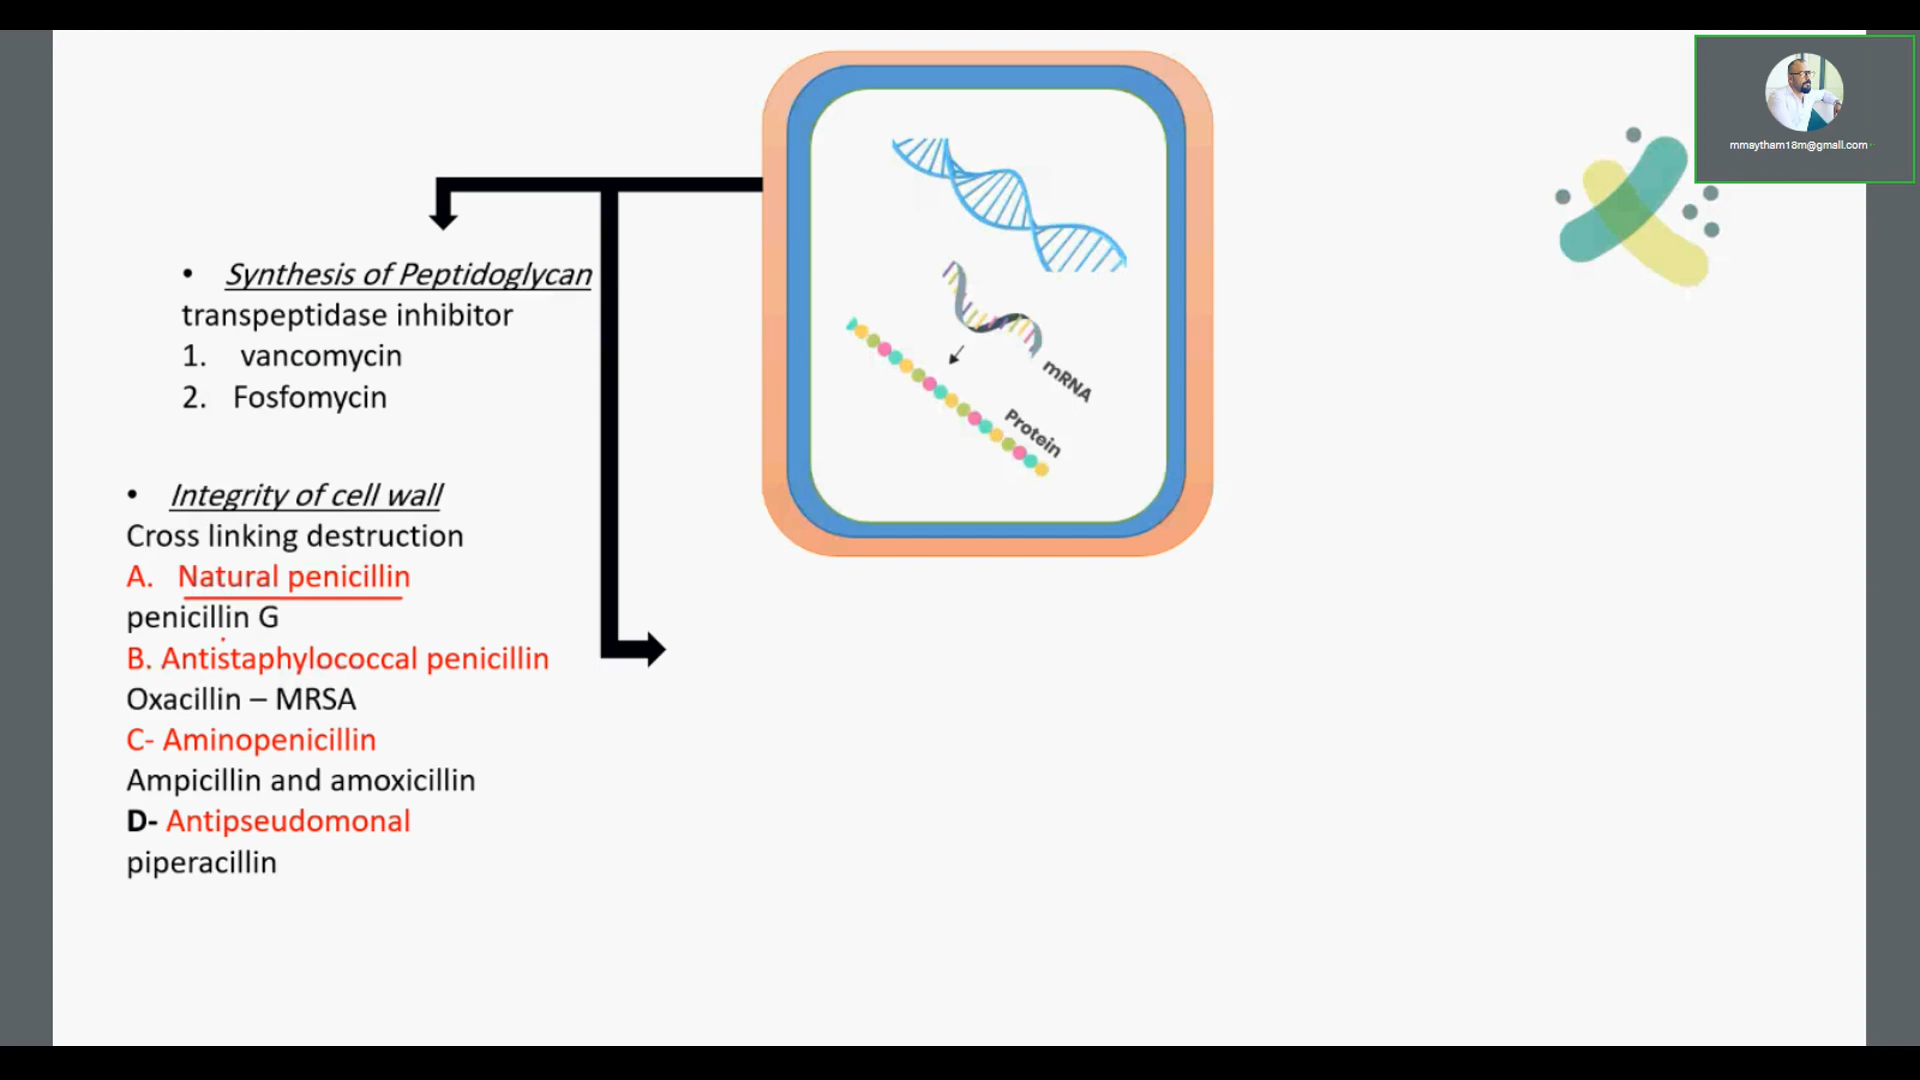 • Synthesis of Peptidoglycan
transpeptidase inhibitor
1. vancomycin
2. Fosfomycin
• Integrity of cell wall
Cross linking destruction
A. Natural penicillin
penicillin G
B. Antistaphylococcal penicillin
Oxacillin – MRSA
C- Aminopenicillin
Ampicillin and amoxicillin
D- Antipseudomonal
piperacillin
mRNA
Protein
mmaytham18m@gmail.com